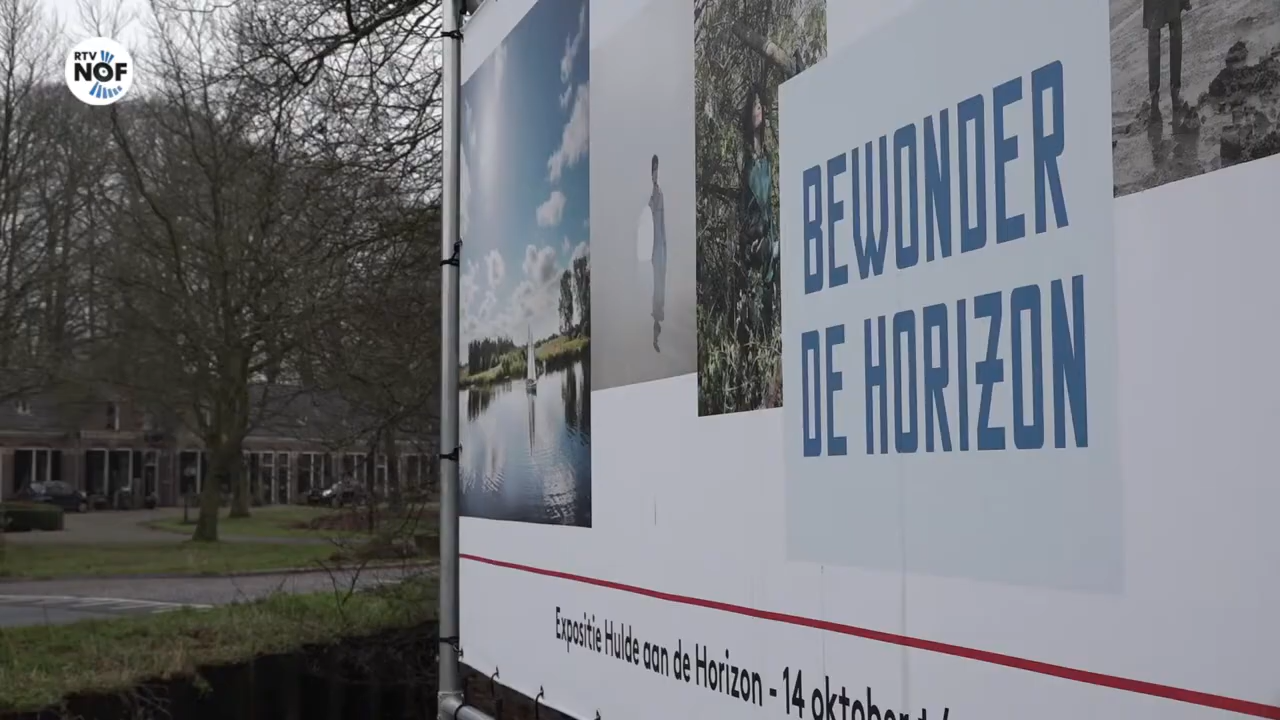 RTV
NOF
BEWONDER
DE HORIZON
Expositie Hulde aan de Horizon - 14 oktober